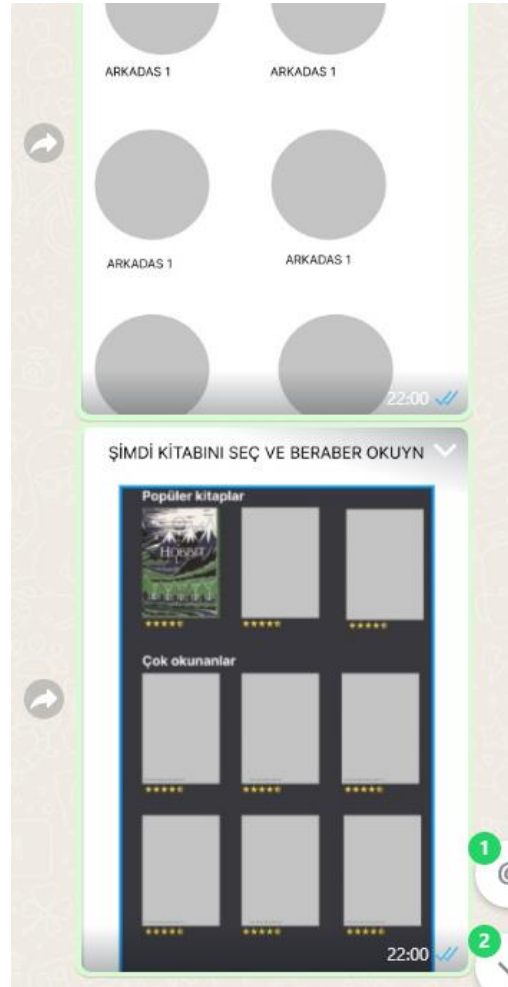 ARKADAS 1 ARKADAS 1
ARKADAS 1 ARKADAS 1
22:00
ŞİMDİ KİTABINI SEÇ VE BERABER OKUYN
Popüler kitaplar
HOBBIT
Çok okunanlar
1
2
22:00